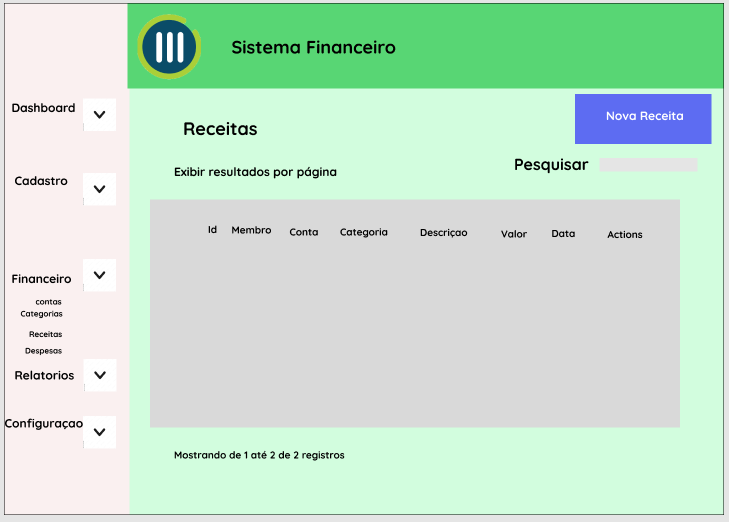 Sistema Financeiro
Dashboard
Cadastro
Financeiro
contas
Categorias
Receitas
Despesas
Relatorios
Configuraçao
Receitas
Nova Receita
Exibir resultados por página
Pesquisar
Id Membro Conta Categoria Descriçao Valor Data Actions
Mostrando de 1 até 2 de 2 registros